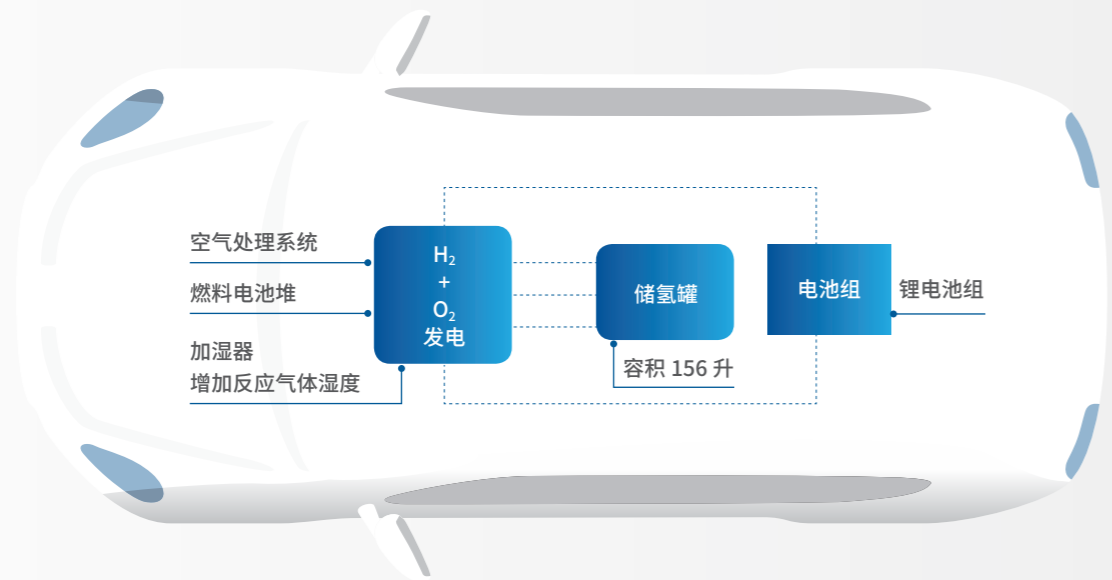 空气处理系统
燃料电池堆
加湿器
增加反应气体湿度
H₂
+
O₂
发电
储氢罐
容积 156 升
电池组
锂电池组